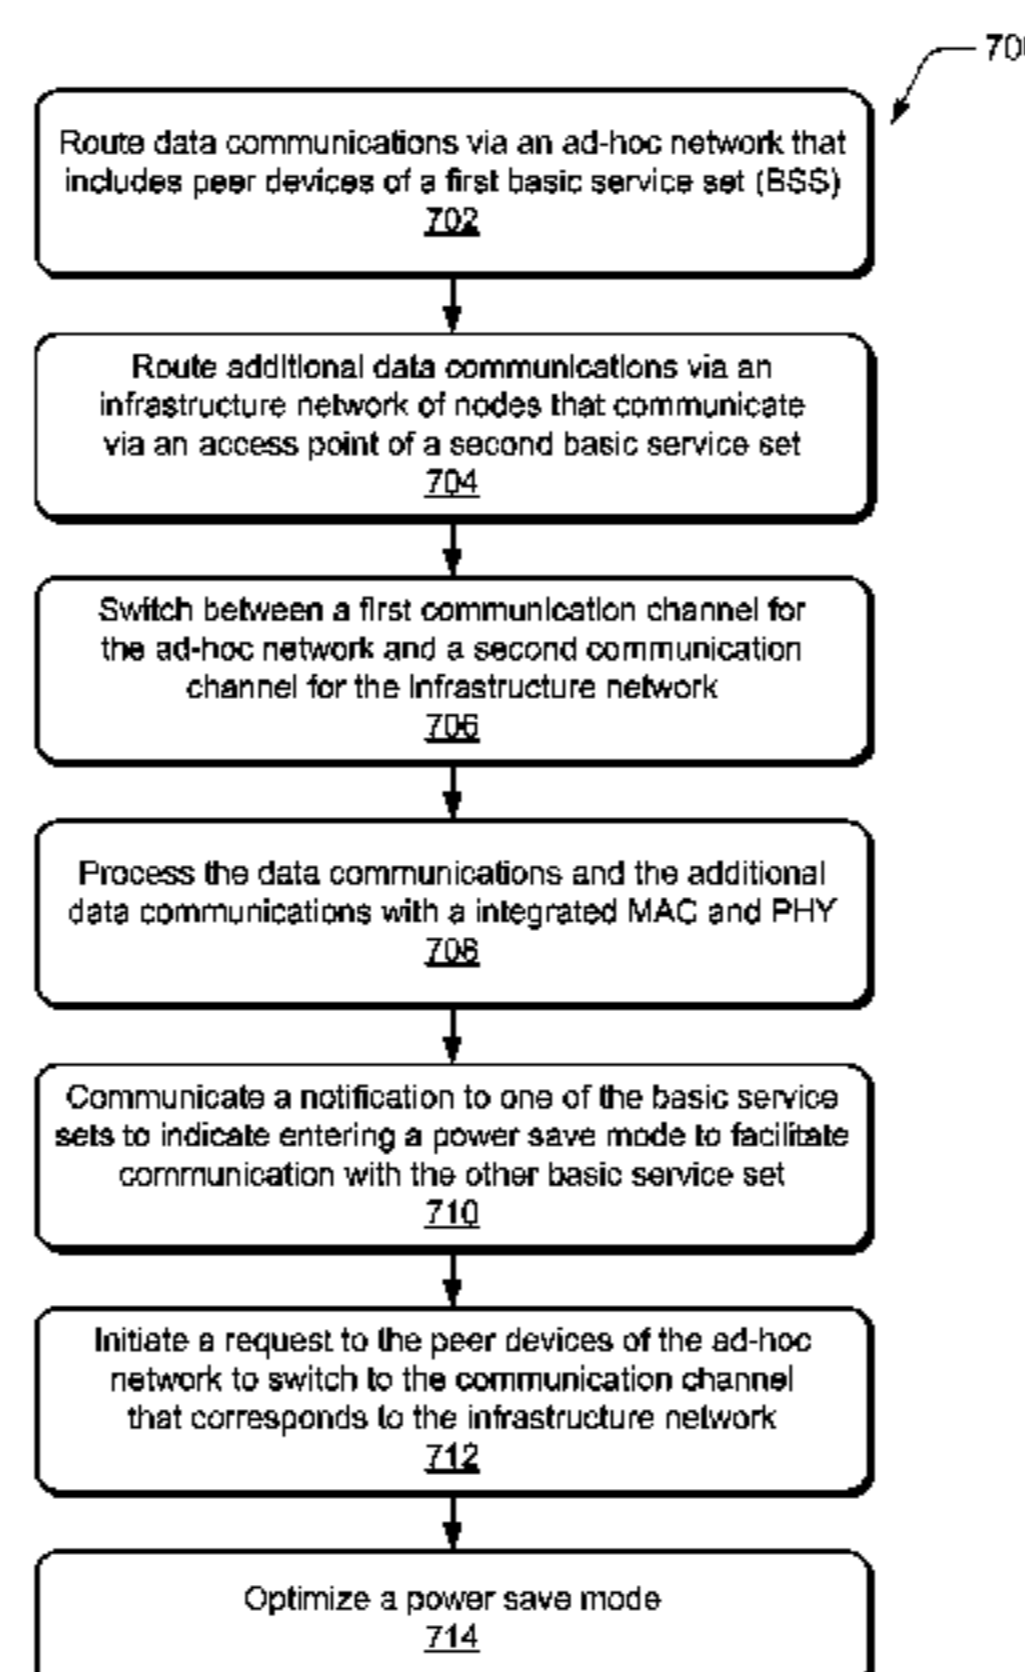 700
Route data communications via an ad-hoc network that
includes peer devices of a first basic service set (BSS)
702
Route additional data communications via an
infrastructure network of nodes that communicate
via an access point of a second basic service set
704
Switch between a first communication channel for
the ad-hoc network and a second communication
channel for the infrastructure network
706
Process the data communications and the additional
data communications with a integrated MAC and PHY
708
Communicate a notification to one of the basic service
sets to indicate entering a power save mode to facilitate
communication with the other basic service set
710
Initiate a request to the peer devices of the ad-hoc
network to switch to the communication channel
that corresponds to the infrastructure network
712
Optimize a power save mode
714